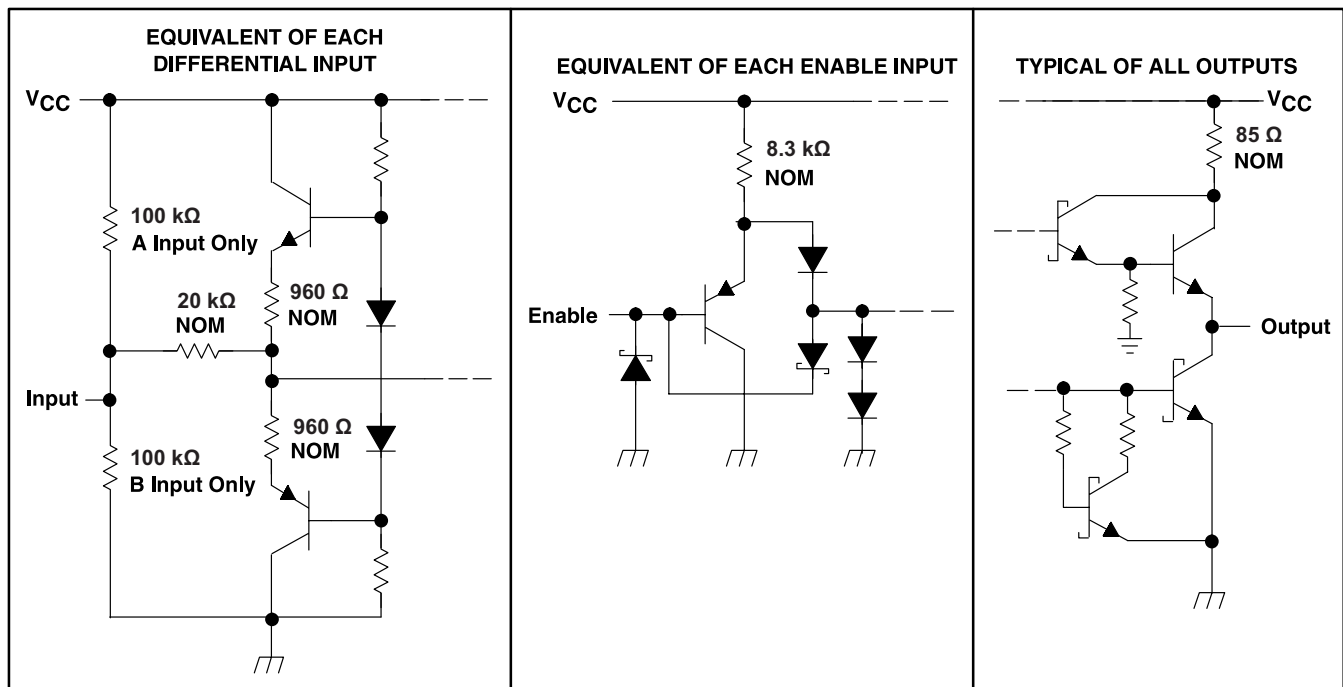 EQUIVALENT OF EACH
DIFFERENTIAL INPUT
VCC
100 kΩ
A Input Only
20 kΩ
NOM
960 Ω
NOM
Input
960 Ω
NOM
100 kΩ
B Input Only
EQUIVALENT OF EACH ENABLE INPUT
VCC
8.3 kΩ
NOM
Enable
TYPICAL OF ALL OUTPUTS
VCC
85 Ω
NOM
Output